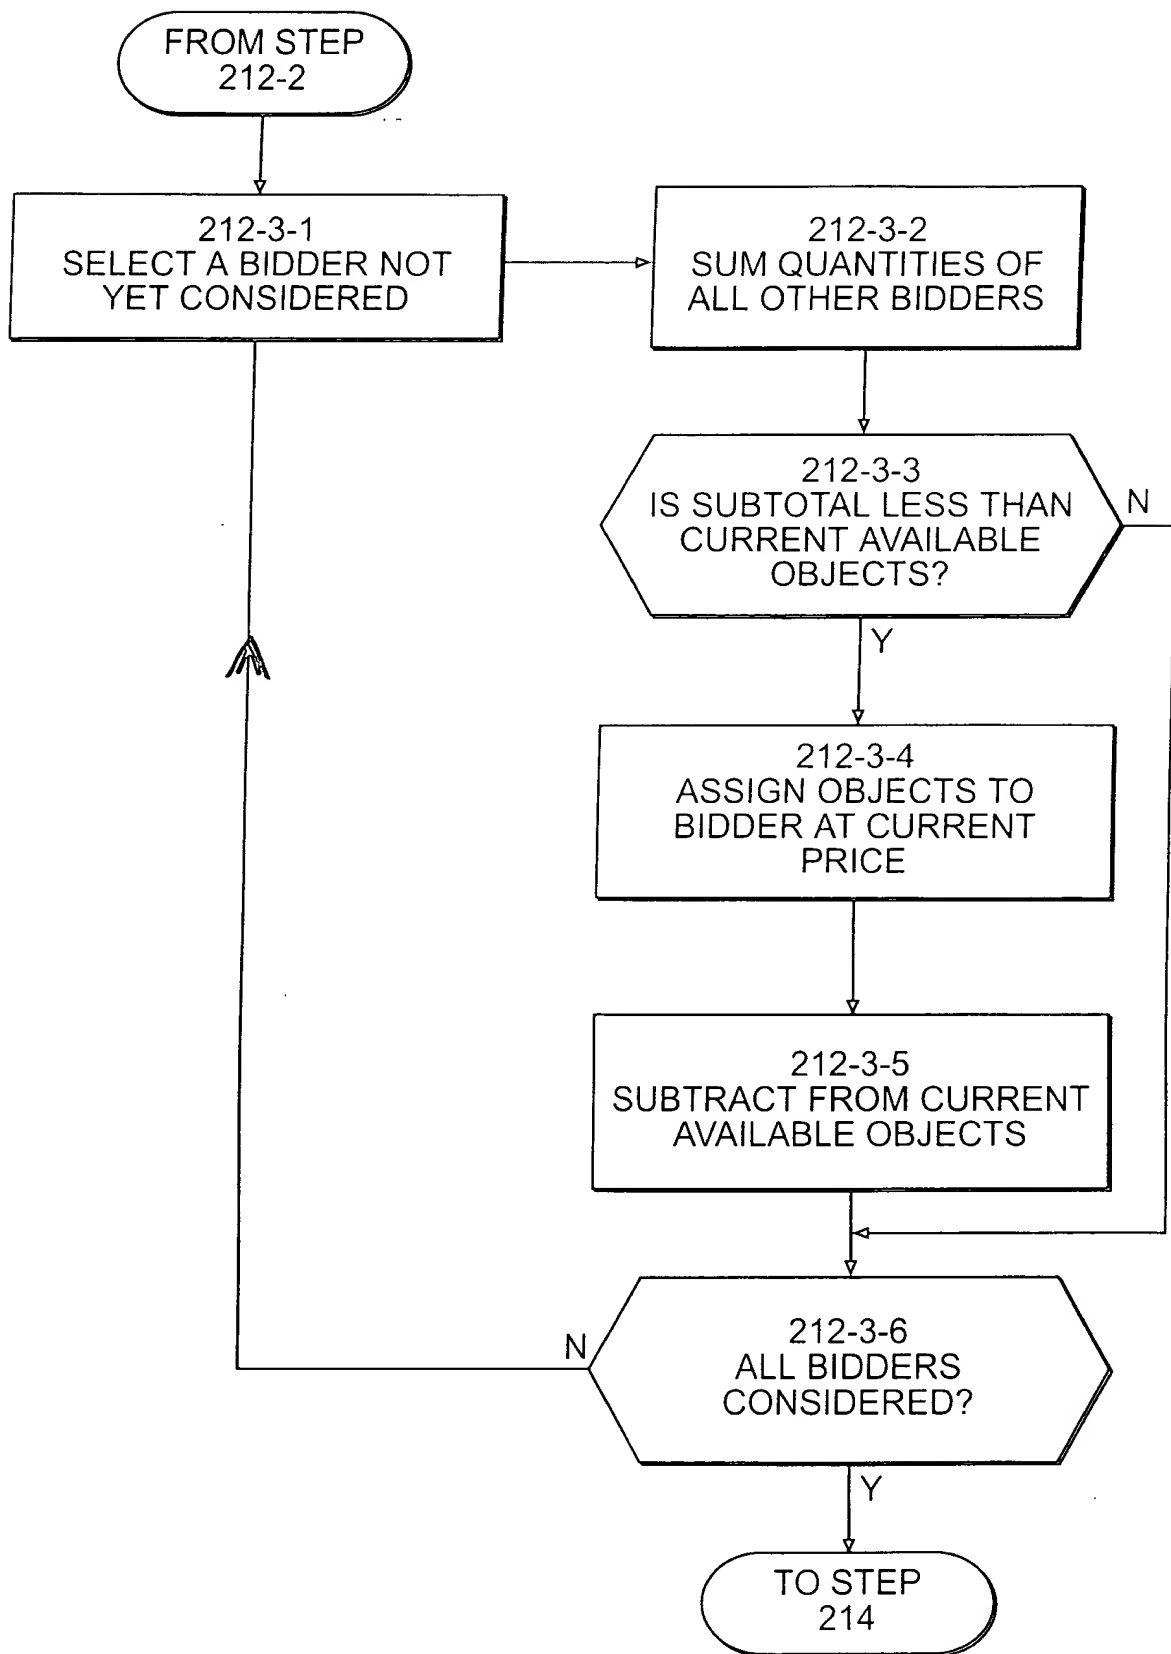 FROM STEP
212-2
212-3-1
SELECT A BIDDER NOT
YET CONSIDERED
212-3-2
SUM QUANTITIES OF
ALL OTHER BIDDERS
212-3-3
IS SUBTOTAL LESS THAN
CURRENT AVAILABLE
OBJECTS?
N
Y
212-3-4
ASSIGN OBJECTS TO
BIDDER AT CURRENT
PRICE
212-3-5
SUBTRACT FROM CURRENT
AVAILABLE OBJECTS
212-3-6
ALL BIDDERS
CONSIDERED?
N
Y
TO STEP
214